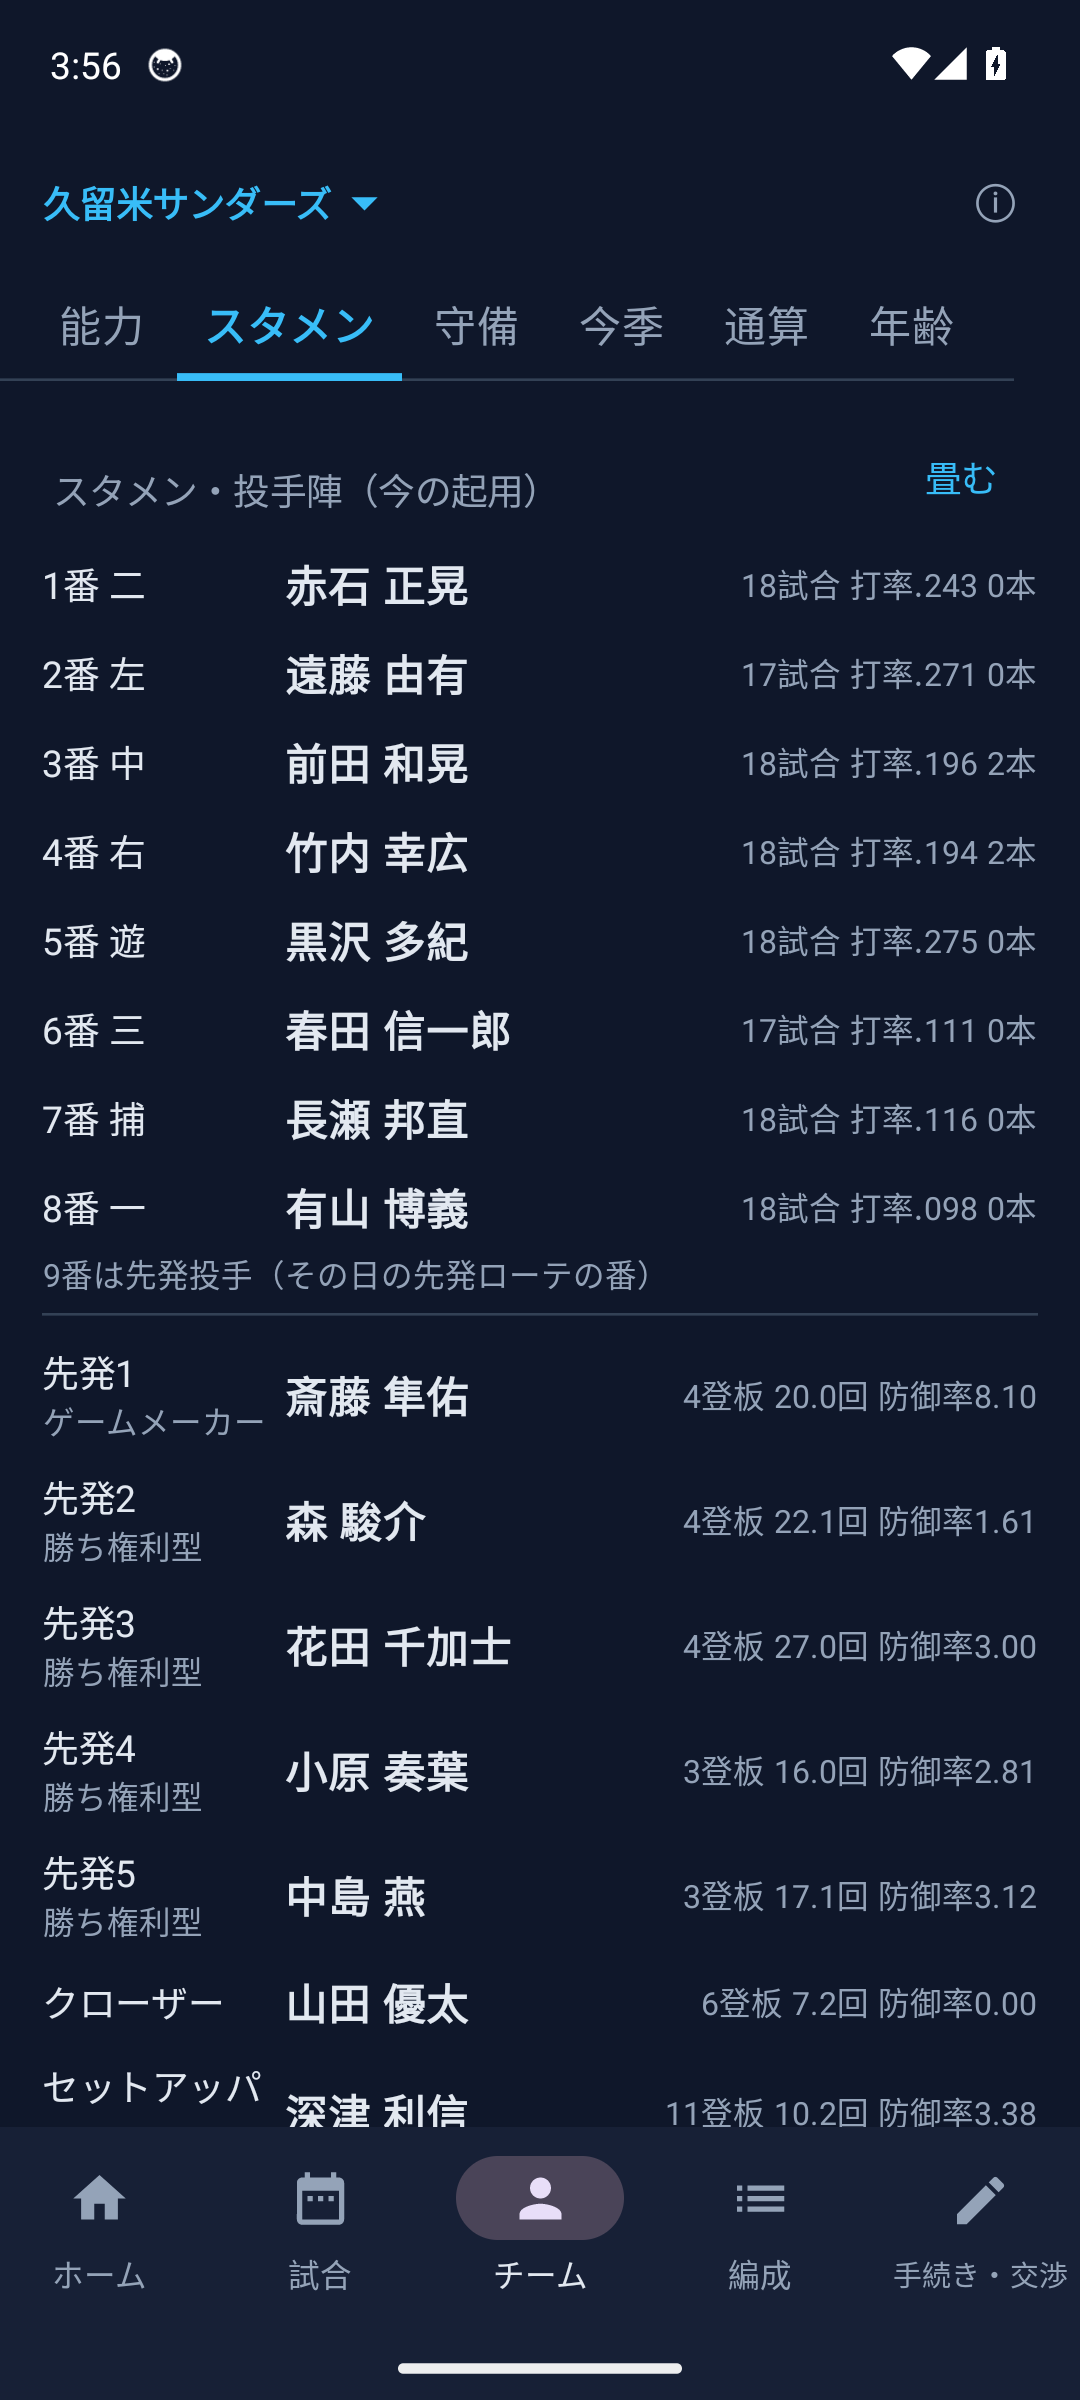 3:56
久留米サンダーズ
能力 スタメン 守備 今季 通算 年齢
スタメン・投手陣（今の起用） 畳む
1番 二 赤石 正晃 18試合 打率.243 0本
2番 左 遠藤 由有 17試合 打率.271 0本
3番 中 前田 和晃 18試合 打率.196 2本
4番 右 竹内 幸広 18試合 打率.194 2本
5番 遊 黒沢 多紀 18試合 打率.275 0本
6番 三 春田 信一郎 17試合 打率.111 0本
7番 捕 長瀬 邦直 18試合 打率.116 0本
8番 一 有山 博義 18試合 打率.098 0本
9番は先発投手（その日の先発ローテの番）
先発1 ゲームメーカー 斎藤 隼佑 4登板 20.0回 防御率8.10
先発2 勝ち権利型 森 駿介 4登板 22.1回 防御率1.61
先発3 勝ち権利型 花田 千加士 4登板 27.0回 防御率3.00
先発4 勝ち権利型 小原 奏葉 3登板 16.0回 防御率2.81
先発5 勝ち権利型 中島 燕 3登板 17.1回 防御率3.12
クローザー 山田 優太 6登板 7.2回 防御率0.00
セットアッパ 深津 利信 11登板 10.2回 防御率3.38
ホーム 試合 チーム 編成 手続き・交渉